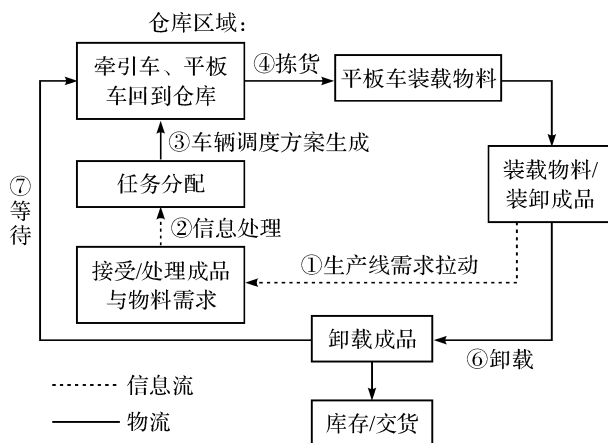 仓库区域：
牵引车、平板
车回到仓库
④拣货
平板车装载物料
③车辆调度方案生成
任务分配
装载物料/
装卸成品
⑦等待
②信息处理
接受/处理成品
与物料需求
①生产线需求拉动
卸载成品
⑥卸载
信息流
物流
库存/交货